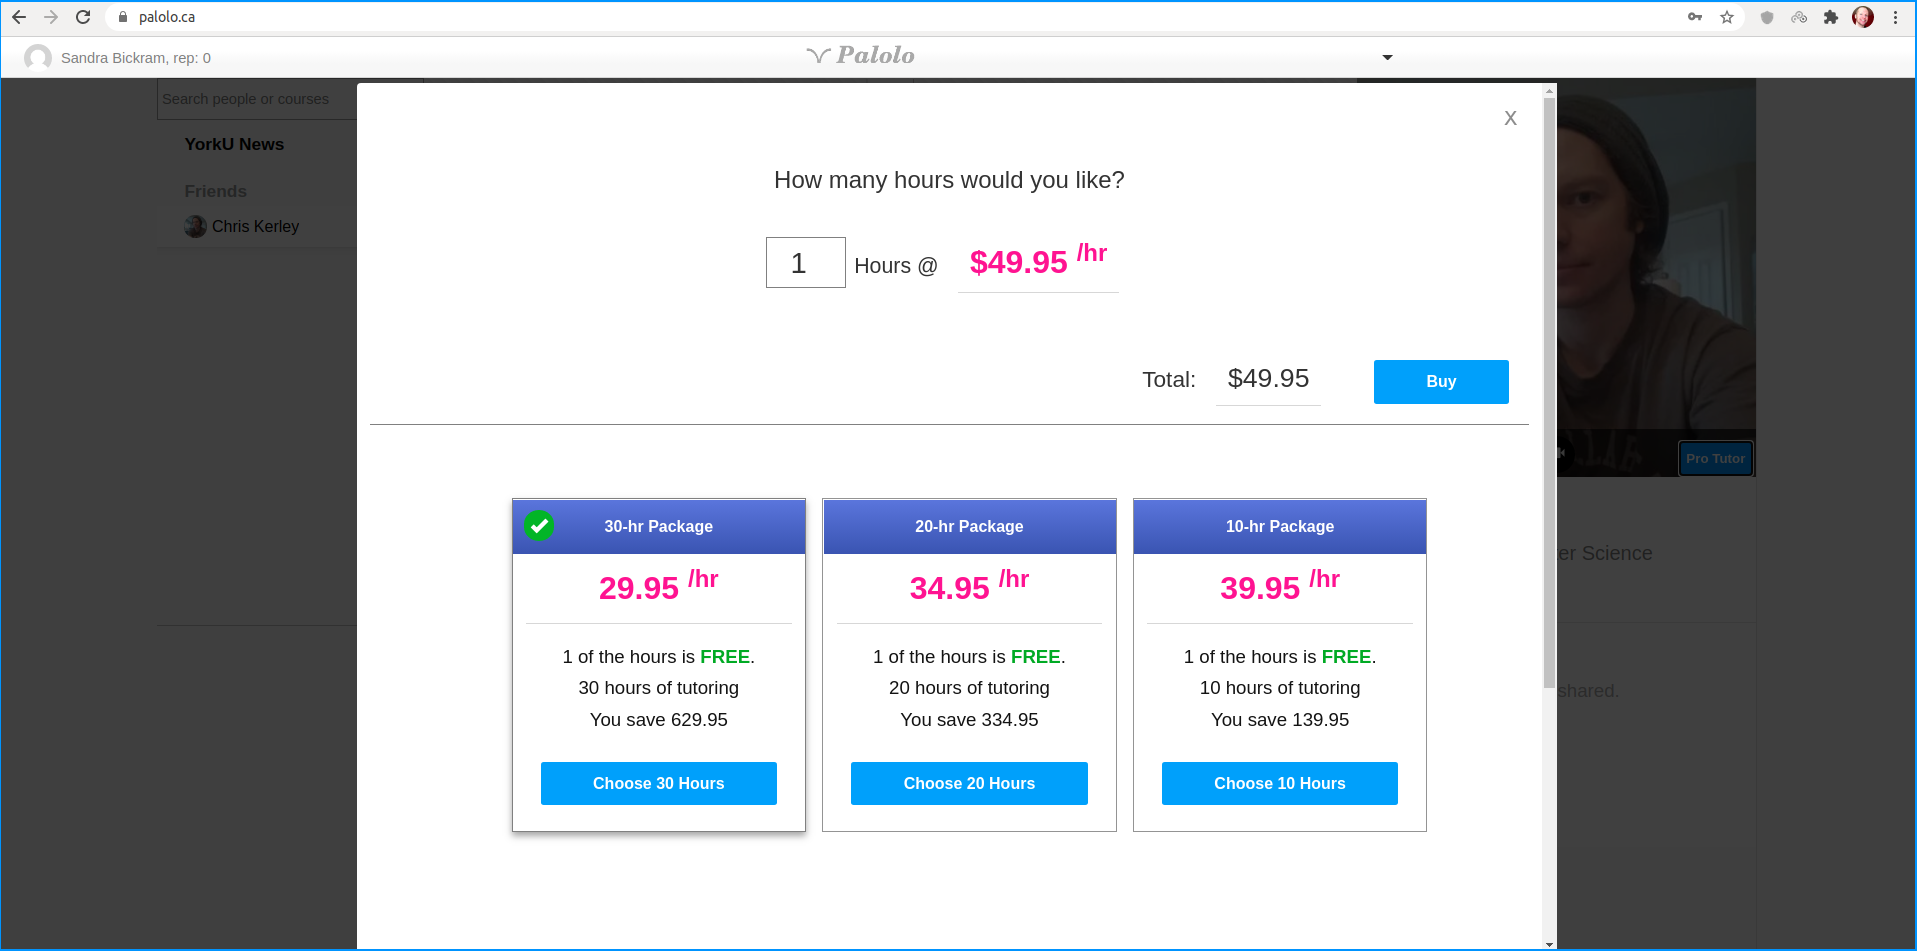 palolo.ca
Sandra Bickram, rep: 0
Palolo
Search people or courses
YorkU News
Friends
Chris Kerley
X
How many hours would you like?
1 Hours @ $49.95 /hr
Total: $49.95 Buy
Pro Tutor
er Science
shared.
30-hr Package
29.95 /hr
1 of the hours is FREE.
30 hours of tutoring
You save 629.95
Choose 30 Hours
20-hr Package
34.95 /hr
1 of the hours is FREE.
20 hours of tutoring
You save 334.95
Choose 20 Hours
10-hr Package
39.95 /hr
1 of the hours is FREE.
10 hours of tutoring
You save 139.95
Choose 10 Hours